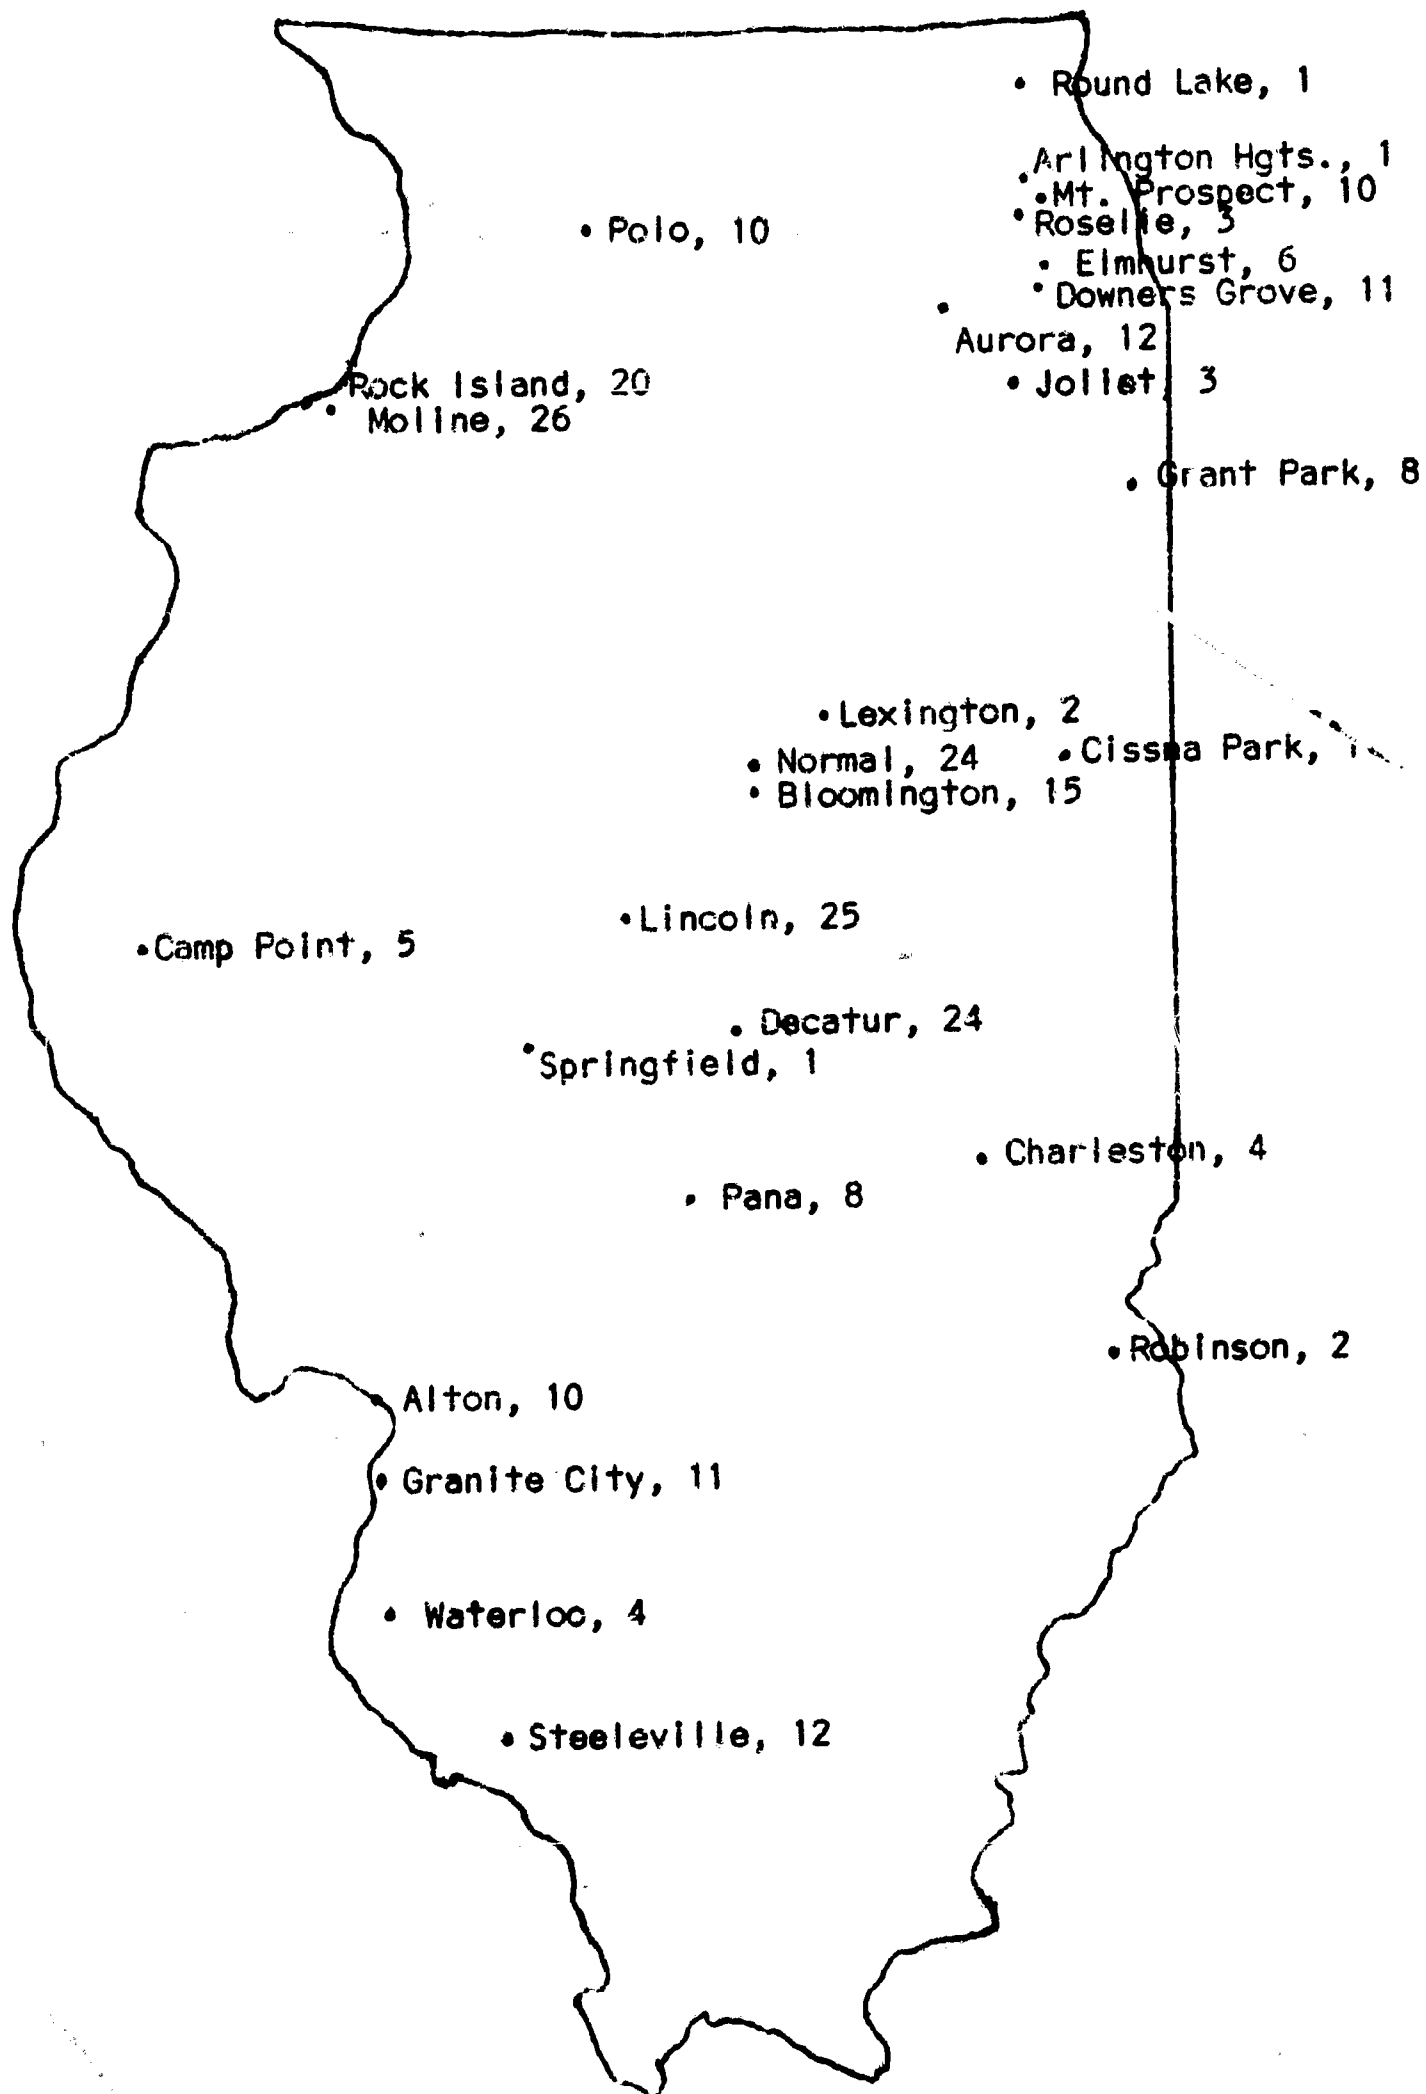 Round Lake, 1
Arlington Hgts., 1
Mt. Prospect, 10
Roselle, 3
Polo, 10
Elmhurst, 6
Downers Grove, 11
Aurora, 12
Rock Island, 20
Joliet, 3
Moline, 26
Grant Park, 8
Lexington, 2
Cissna Park,
Normal, 24
Bloomington, 15
Lincoln, 25
Camp Point, 5
Decatur, 24
Springfield, 1
Charleston, 4
Pana, 8
Robinson, 2
Alton, 10
Granite City, 11
Waterloo, 4
Steeleville, 12